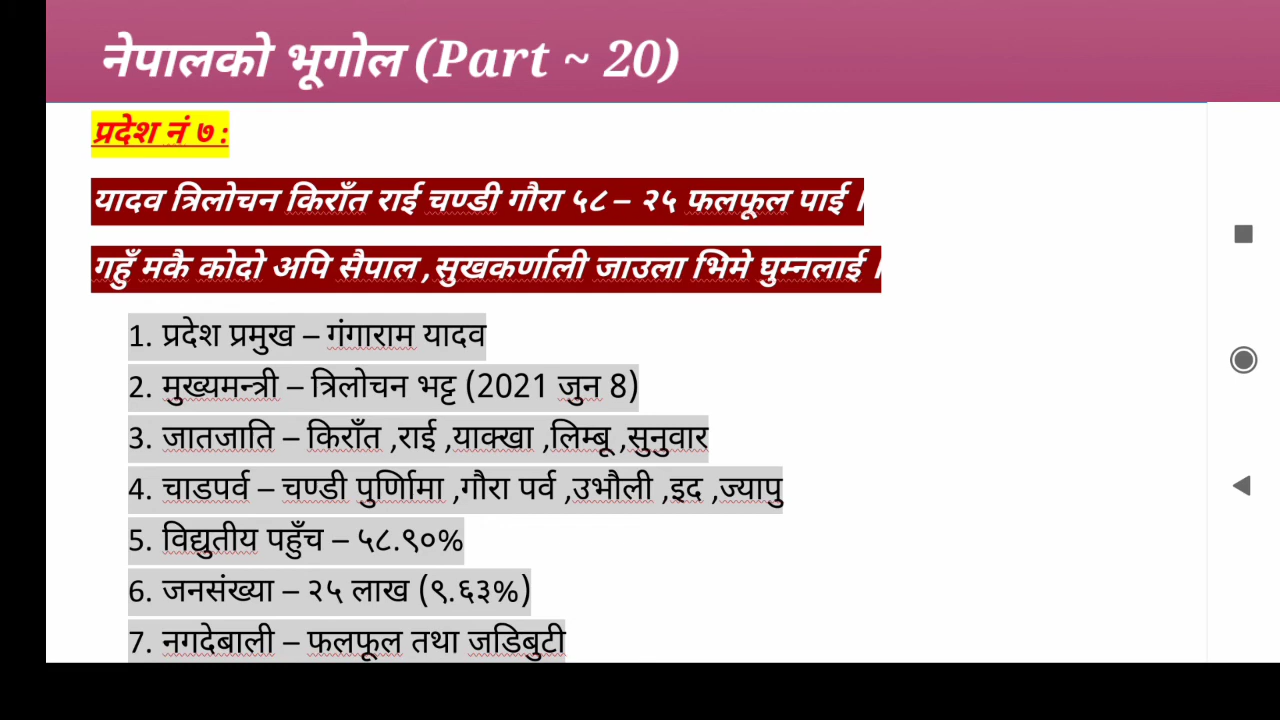 नेपालको भूगोल (Part ~ 20)
प्रदेश नं ७ :
यादव त्रिलोचन किराँत राई चण्डी गौरा ५८ – २५ फलफूल पाई ।
गहुँ मकै कोदो अपि सैपाल ,सुखकर्णाली जाउला भिमे घुम्नलाई ।
1. प्रदेश प्रमुख – गंगाराम यादव
2. मुख्यमन्त्री – त्रिलोचन भट्ट (2021 जुन 8)
3. जातजाति – किराँत ,राई ,याक्खा ,लिम्बू ,सुनुवार
4. चाडपर्व – चण्डी पुर्णिामा ,गौरा पर्व ,उभौली ,इद ,ज्यापु
5. विद्युतीय पहुँच – ५८.९०%
6. जनसंख्या – २५ लाख (९.६३%)
7. नगदेबाली – फलफूल तथा जडिबुटी